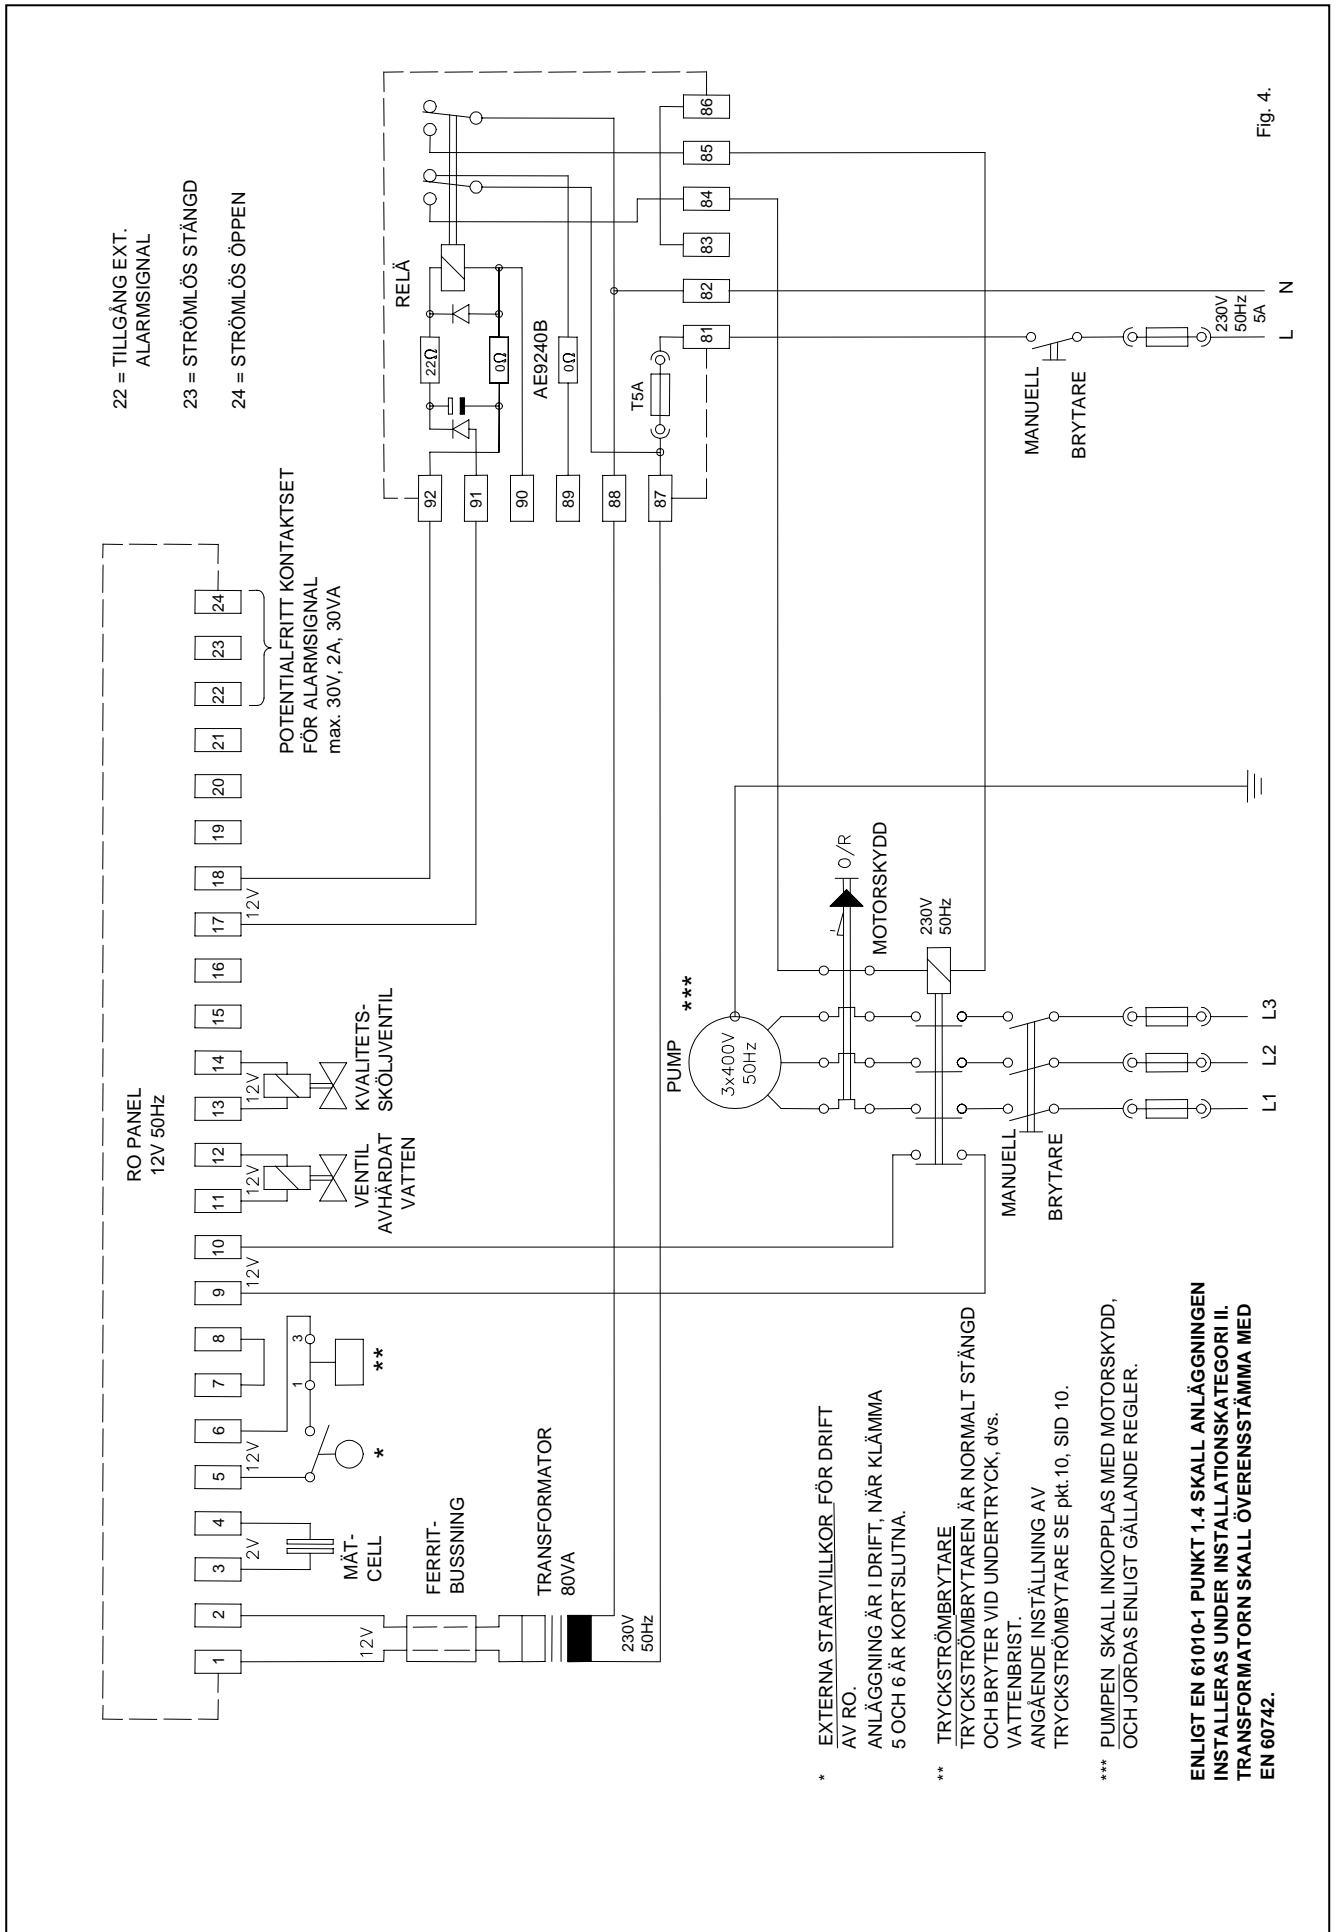 RO PANEL
12V 50Hz
1
2
3
4
5
6
7
8
9
10
11
12
13
14
15
16
17
18
19
20
21
22
23
24
12V
2V
12V
12V
12V
12V
12V
1
3
*
**
MÄT-
CELL
FERRIT-
BUSSNING
TRANSFORMATOR
80VA
230V
50Hz
VENTIL
AVHÄRDAT
VATTEN
KVALITETS-
SKÖLJVENTIL
POTENTIALFRITT KONTAKTSET
FÖR ALARMSIGNAL
max. 30V, 2A, 30VA
22 = TILLGÅNG EXT.
ALARMSIGNAL
23 = STRÖMLÖS STÄNGD
24 = STRÖMLÖS ÖPPEN
RELÄ
22Ω
0Ω
AE9240B
0Ω
T5A
92
91
90
89
88
87
81
82
83
84
85
86
PUMP
***
3x400V
50Hz
O/R
MOTORSKYDD
230V
50Hz
MANUELL
BRYTARE
L1
L2
L3
MANUELL
BRYTARE
230V
50Hz
5A
L
N
* EXTERNA STARTVILLKOR FÖR DRIFT
AV RO.
ANLÄGGNING ÄR I DRIFT, NÄR KLÄMMA
5 OCH 6 ÄR KORTSLUTNA.
** TRYCKSTRÖMBRYTARE
TRYCKSTRÖMBRYTAREN ÄR NORMALT STÄNGD
OCH BRYTER VID UNDERTRYCK, dvs.
VATTENBRIST.
ANGÅENDE INSTÄLLNING AV
TRYCKSTRÖMBYTARE SE pkt.10, SID 10.
*** PUMPEN SKALL INKOPPLAS MED MOTORSKYDD,
OCH JORDAS ENLIGT GÄLLANDE REGLER.
ENLIGT EN 61010-1 PUNKT 1.4 SKALL ANLÄGGNINGEN
INSTALLERAS UNDER INSTALLATIONSKATEGORI II.
TRANSFORMATORN SKALL ÖVERENSSTÄMMA MED
EN 60742.
Fig. 4.